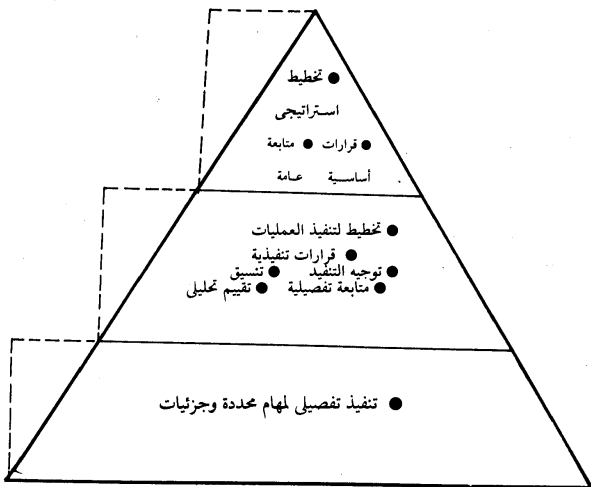 ● تخطيط
استراتيجى
● قرارات ● متابعة
أساسية عامة
● تخطيط لتنفيذ العمليات
● قرارات تنفيذية
● توجيه التنفيذ ● تنسيق
● متابعة تفصيلية ● تقييم تحليلى
● تنفيذ تفصيلى لمهام محددة وجزئيات